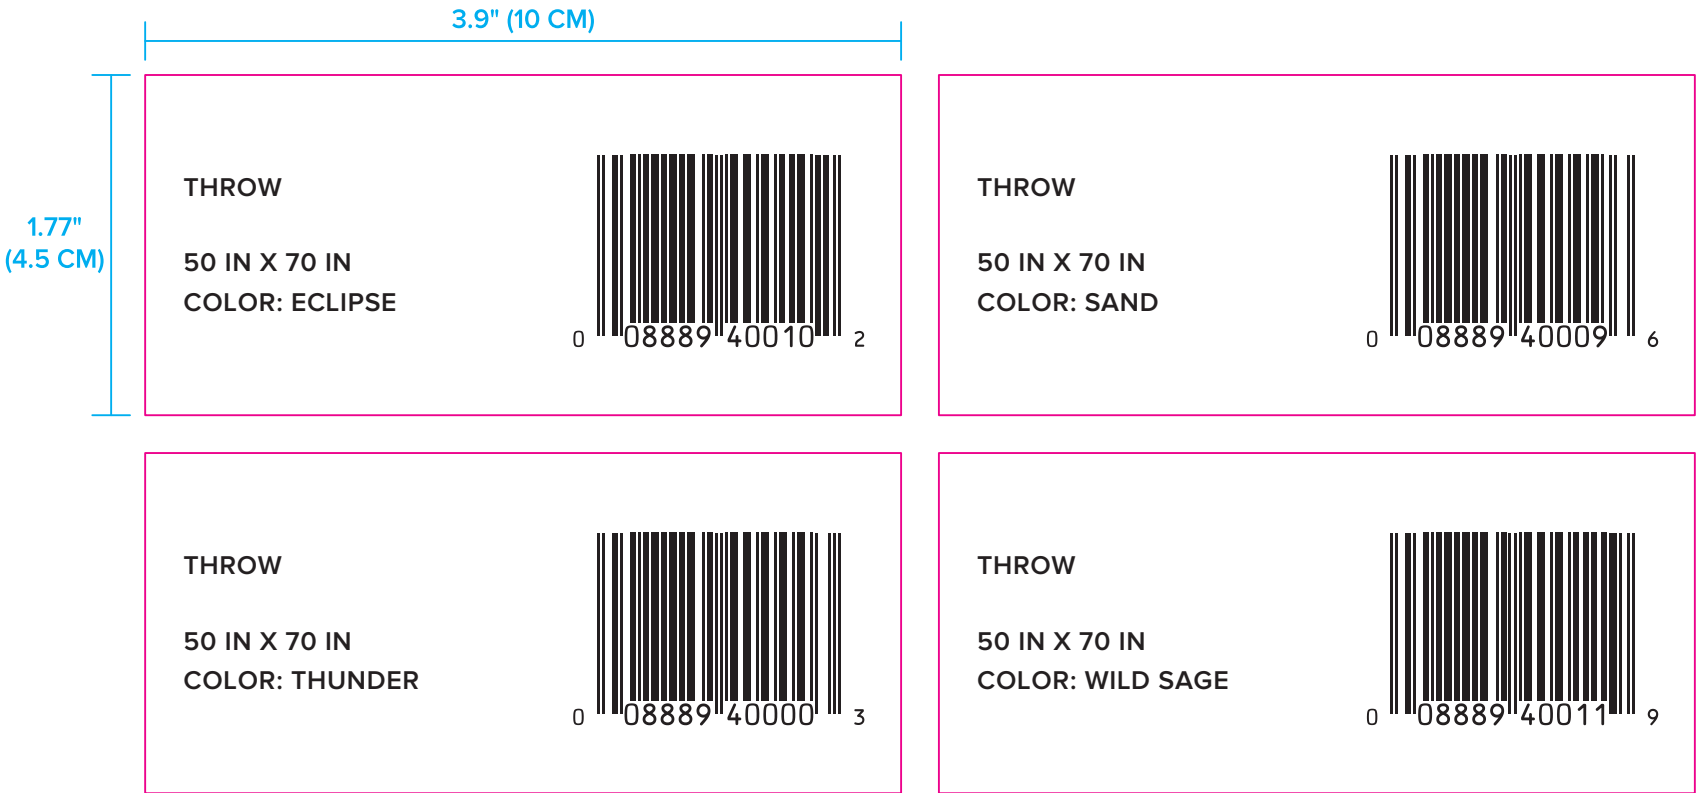 3.9" (10 CM)
1.77"
(4.5 CM)
THROW
50 IN X 70 IN
COLOR: ECLIPSE
0 08889 40010 2
THROW
50 IN X 70 IN
COLOR: SAND
0 08889 40009 6
THROW
50 IN X 70 IN
COLOR: THUNDER
0 08889 40000 3
THROW
50 IN X 70 IN
COLOR: WILD SAGE
0 08889 40011 9